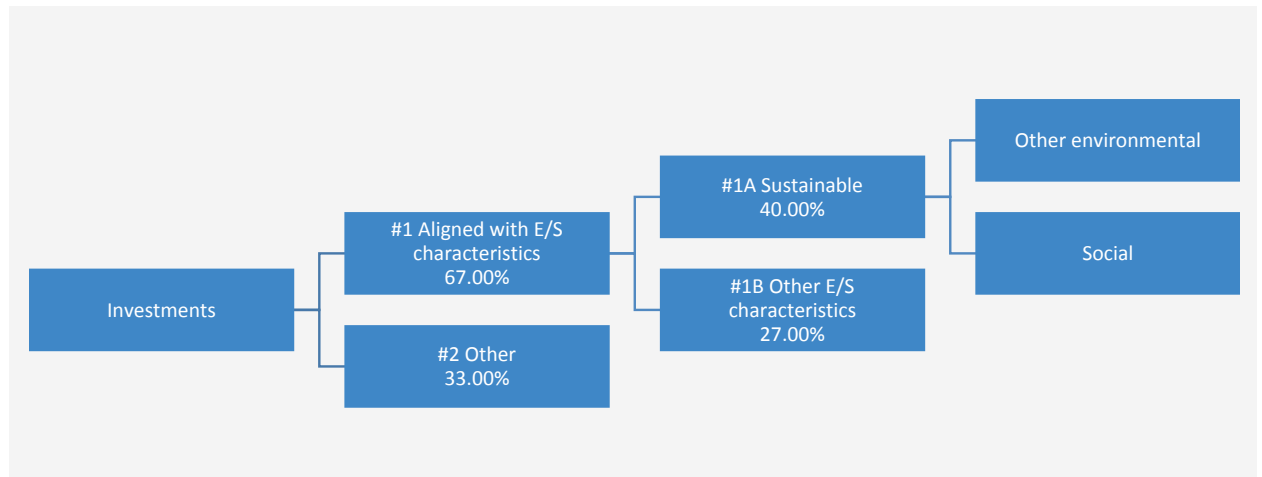 Investments
#1 Aligned with E/S
characteristics
67.00%
#2 Other
33.00%
#1A Sustainable
40.00%
#1B Other E/S
characteristics
27.00%
Other environmental
Social